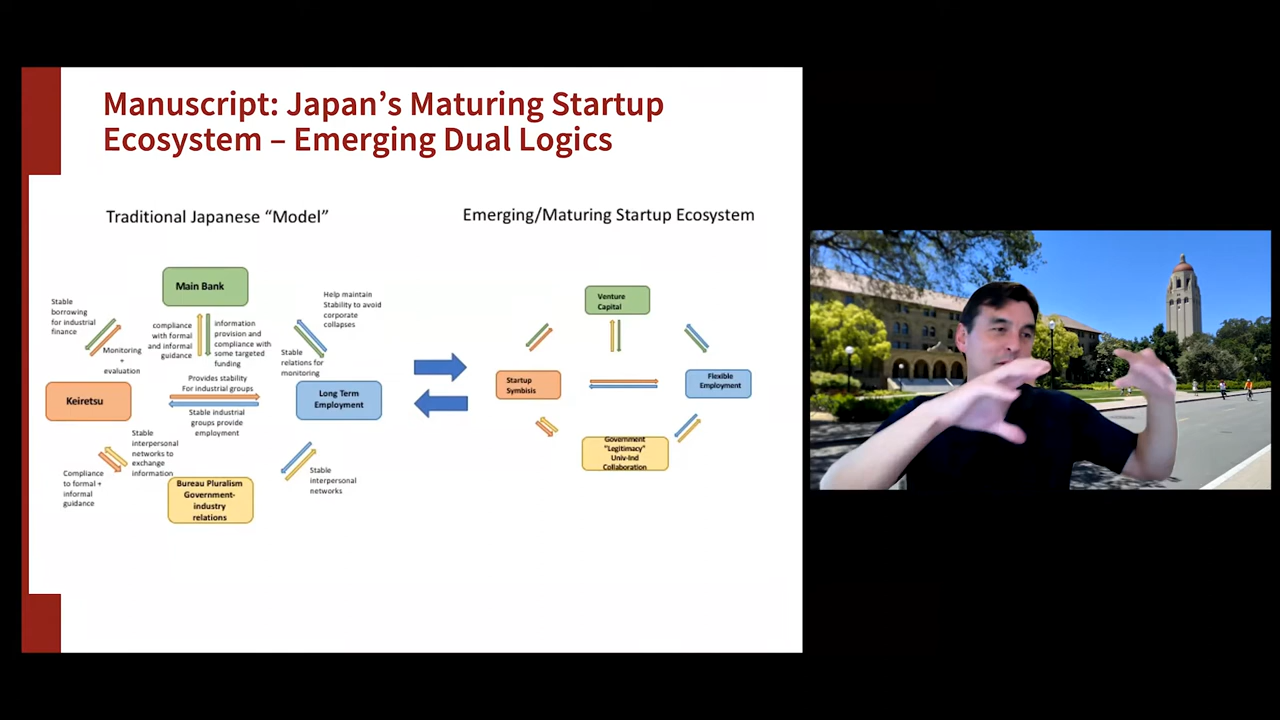 Manuscript: Japan's Maturing Startup
Ecosystem – Emerging Dual Logics
Traditional Japanese "Model"
Main Bank
Stable
borrowing
for industrial
finance
Monitoring
+
evaluation
compliance
with formal
and informal
guidance
information
provision and
compliance with
some targeted
funding
Help maintain
Stability to avoid
corporate
collapses
Stable
relations for
monitoring
Keiretsu
Provides stability
For industrial groups
Stable industrial
groups provide
employment
Long Term
Employment
Stable
interpersonal
networks to
exchange
information
Compliance
to formal +
informal
guidance
Bureau Pluralism
Government-
industry
relations
Stable
interpersonal
networks
Emerging/Maturing Startup Ecosystem
Venture
Capital
Startup
Symbisis
Flexible
Employment
Government
"Legitimacy"
Univ-Ind
Collaboration